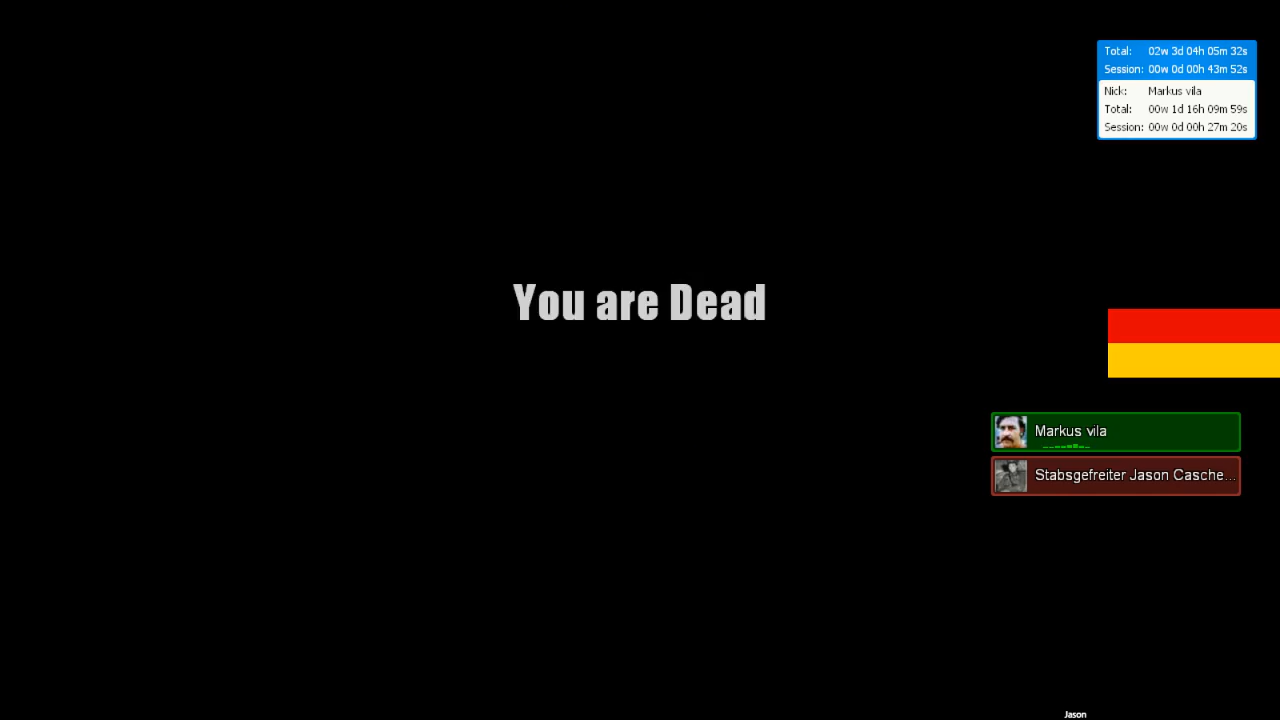 Total: 02w 3d 04h 05m 32s
Session: 00w 0d 00h 43m 52s
Nick: Markus vila
Total: 00w 1d 16h 09m 59s
Session: 00w 0d 00h 27m 20s
You are Dead
Markus vila
Stabsgefreiter Jason Casche...
Jason